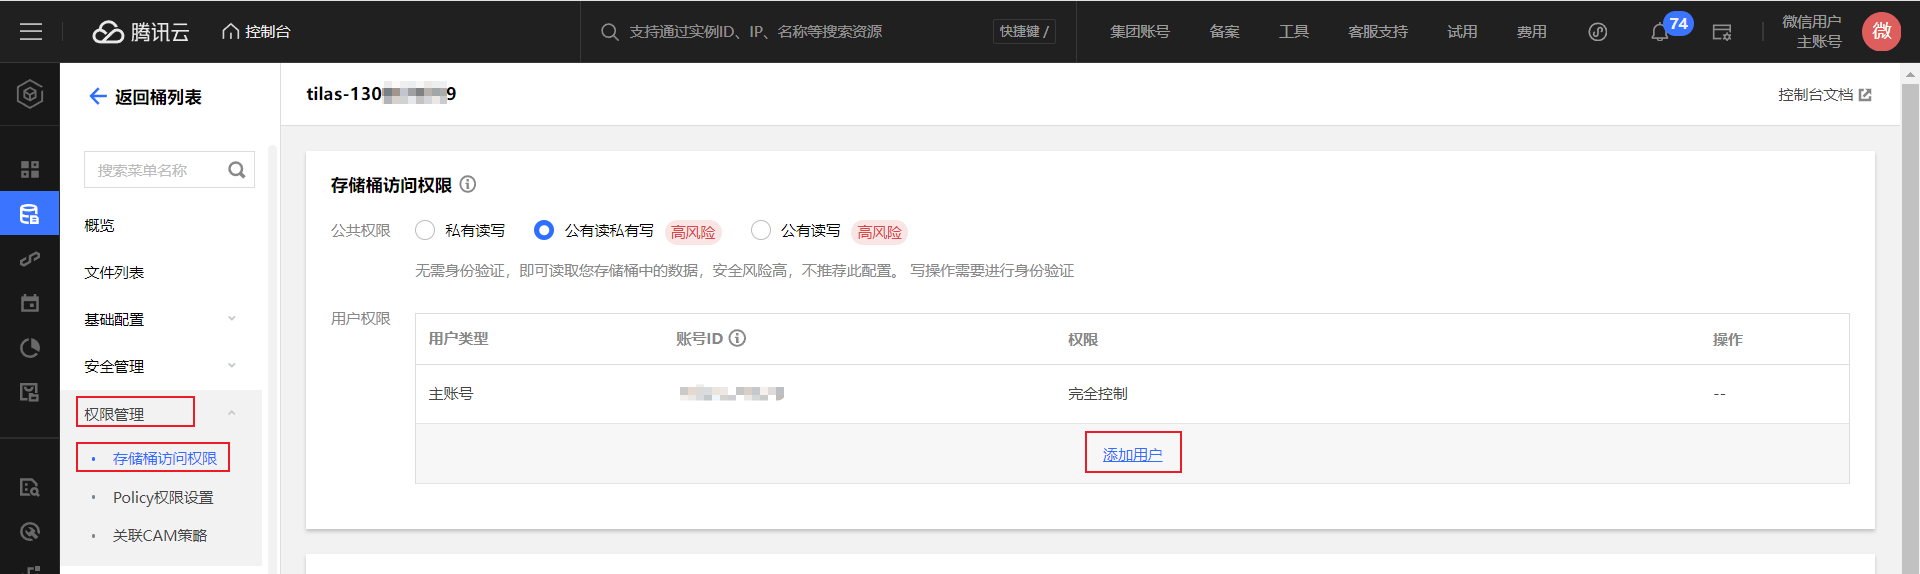 腾讯云 控制台 支持通过实例ID、IP、名称等搜索资源 快捷键 / 集团账号 备案 工具 客服支持 试用 费用 74 微信用户 微
主账号
返回桶列表
搜索菜单名称
概览
文件列表
基础配置
安全管理
权限管理
存储桶访问权限
Policy权限设置
关联CAM策略
tilas-130 9
控制台文档
存储桶访问权限
公共权限 私有读写 公有读私有写 高风险 公有读写 高风险
无需身份验证，即可读取您存储桶中的数据，安全风险高，不推荐此配置。 写操作需要进行身份验证
用户权限
用户类型 账号ID 权限 操作
主账号 完全控制 --
添加用户